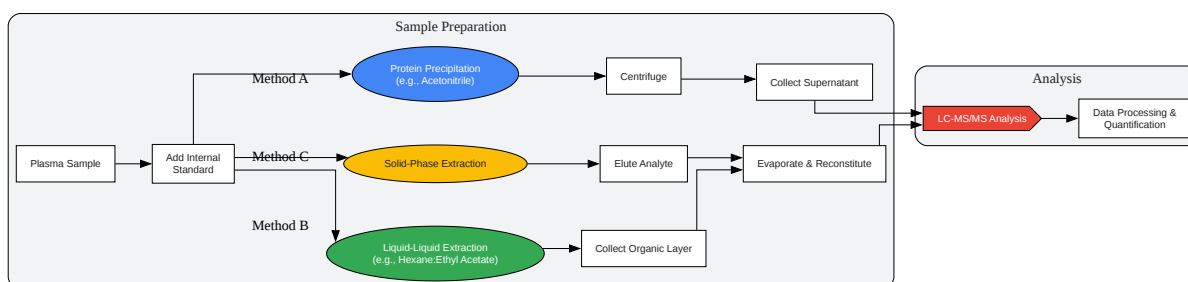 Sample Preparation
Method A
Protein Precipitation
(e.g., Acetonitrile)
Centrifuge
Collect Supernatant
Analysis
LC-MS/MS Analysis
Data Processing &
Quantification
Plasma Sample
Add Internal
Standard
Method C
Solid-Phase Extraction
Elute Analyte
Evaporate & Reconstitute
Method B
Liquid-Liquid Extraction
(e.g., Hexane:Ethyl Acetate)
Collect Organic Layer